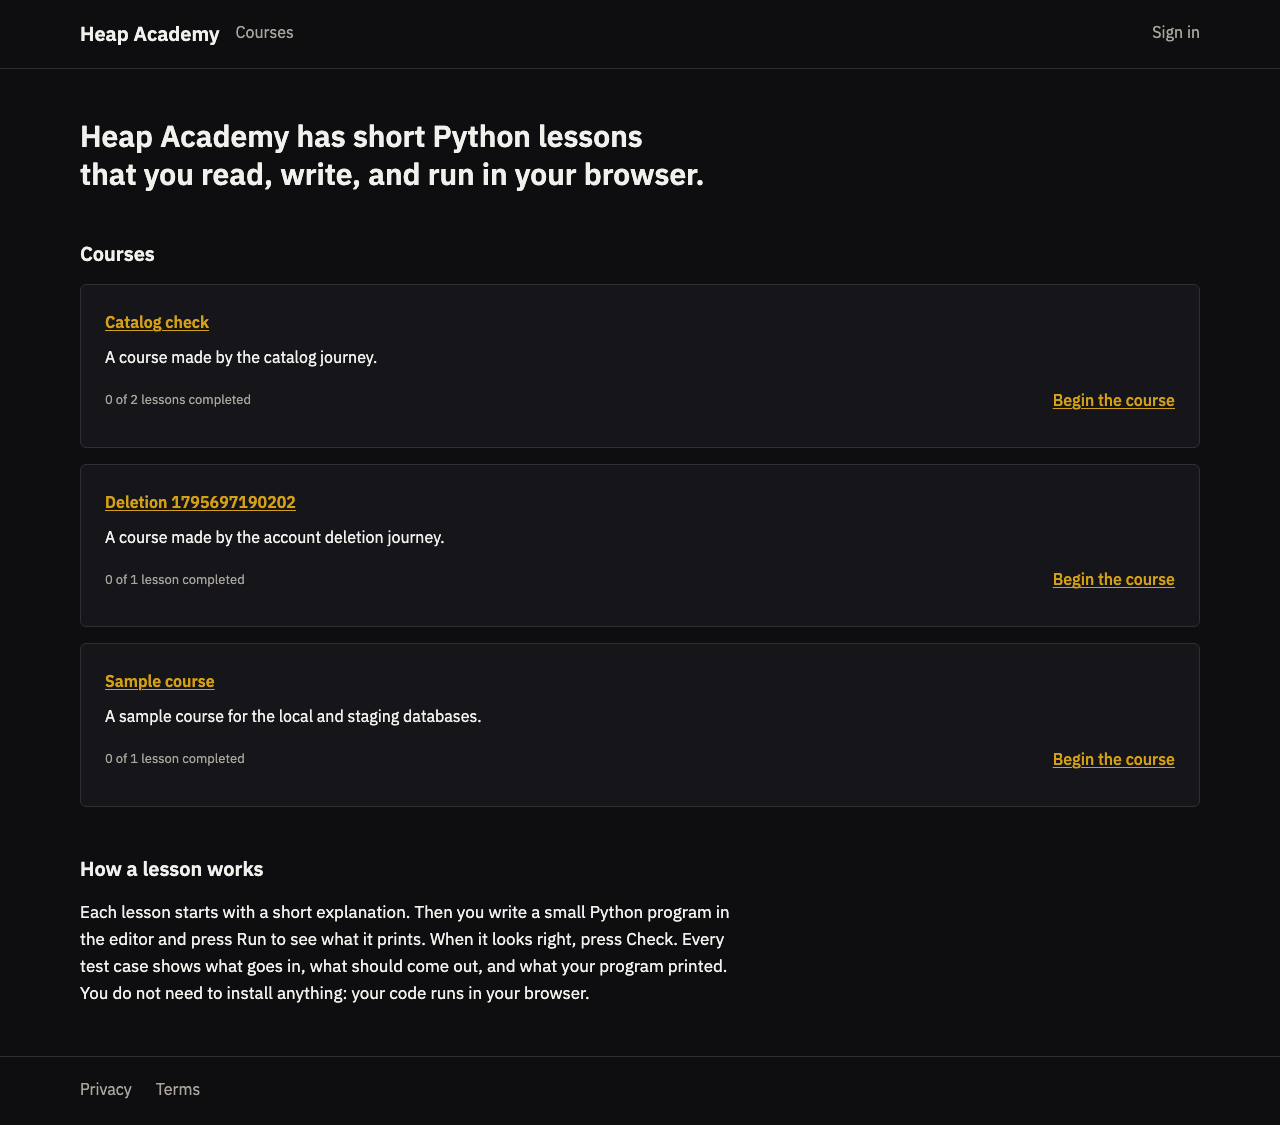 Heap Academy
Courses
Sign in
Heap Academy has short Python lessons
that you read, write, and run in your browser.
Courses
Catalog check
A course made by the catalog journey.
0 of 2 lessons completed
Begin the course
Deletion 1795697190202
A course made by the account deletion journey.
0 of 1 lesson completed
Begin the course
Sample course
A sample course for the local and staging databases.
0 of 1 lesson completed
Begin the course
How a lesson works
Each lesson starts with a short explanation. Then you write a small Python program in
the editor and press Run to see what it prints. When it looks right, press Check. Every
test case shows what goes in, what should come out, and what your program printed.
You do not need to install anything: your code runs in your browser.
Privacy
Terms